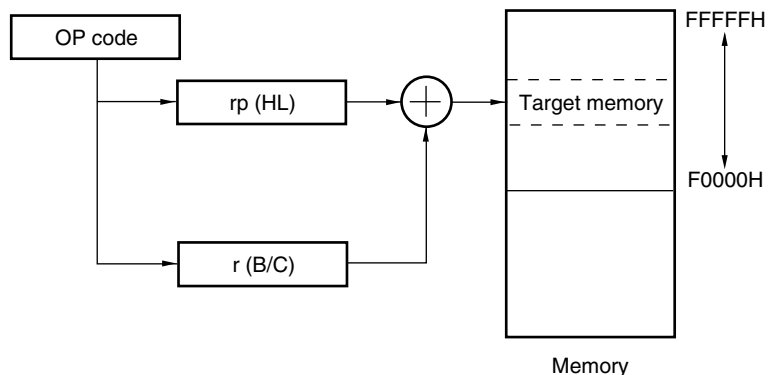 FFFFFH
OP code
rp (HL)
Target memory
F0000H
r (B/C)
Memory